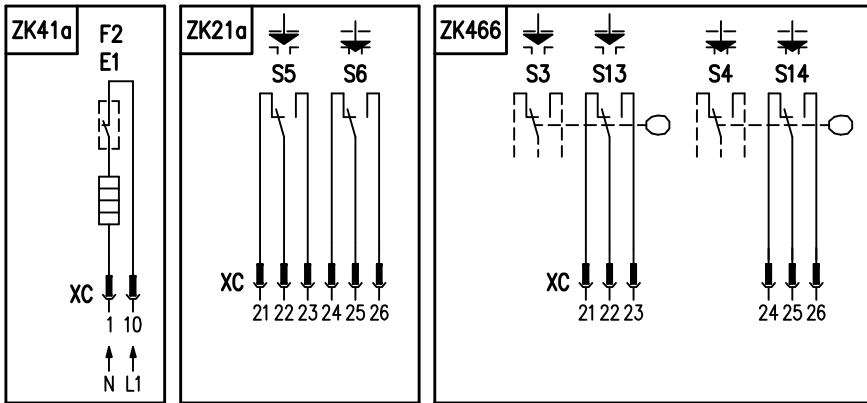 ZK41a
F2
E1
XC
1 10
N L1
ZK21a
S5 S6
XC
21 22 23 24 25 26
ZK466
S3 S13 S4 S14
XC
21 22 23 24 25 26